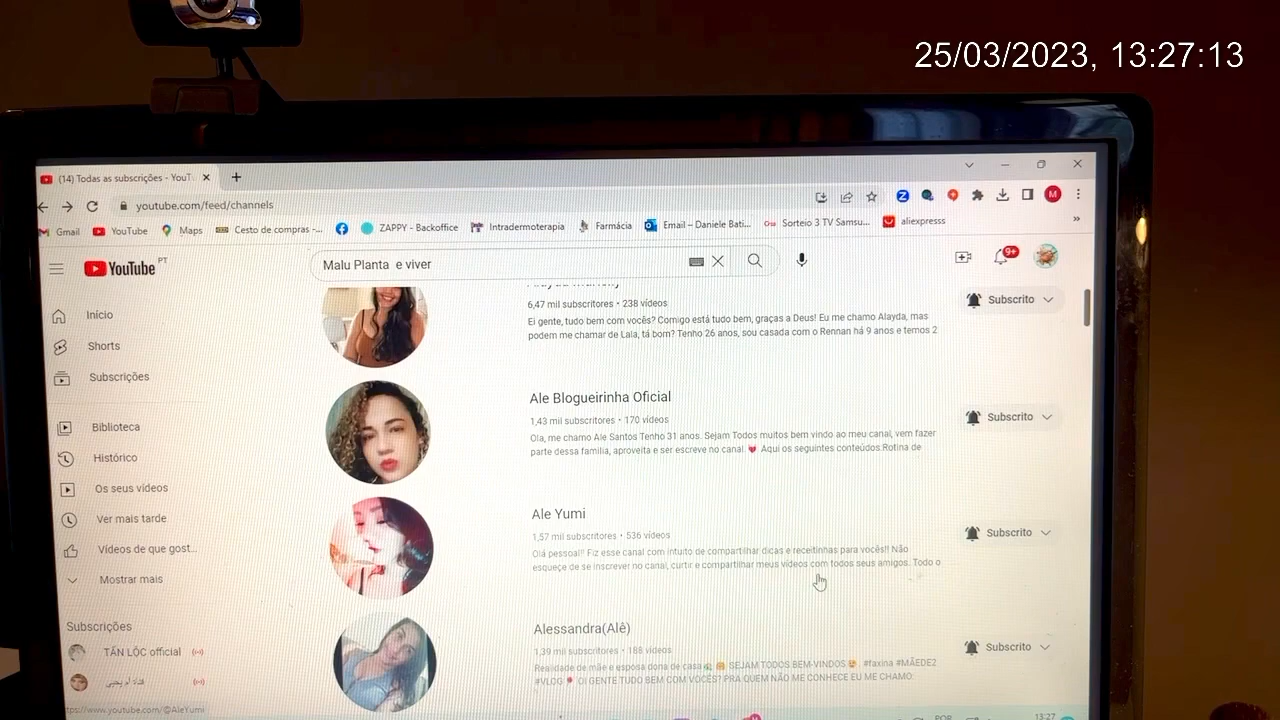 25/03/2023, 13:27:13
(14) Todas as subscrições - YouT
youtube.com/feed/channels
M
Gmail
YouTube
Maps
Cesto de compras -...
ZAPPY - Backoffice
Intradermoterapia
Farmácia
Email – Daniele Bati...
Sorteio 3 TV Samsu...
aliexpresss
»
YouTube PT
Malu Planta e viver
9+
Início
Shorts
Subscrições
Biblioteca
Histórico
Os seus vídeos
Ver mais tarde
Vídeos de que gost...
Mostrar mais
Subscrições
TẤN LỘC official
6,47 mil subscritores • 238 vídeos
Ei gente, tudo bem com vocês? Comigo está tudo bem, graças a Deus! Eu me chamo Alayda, mas
podem me chamar de Lala, tá bom? Tenho 26 anos, sou casada com o Rennan há 9 anos e temos 2
Subscrito
Ale Blogueirinha Oficial
1,43 mil subscritores • 170 vídeos
Ola, me chamo Ale Santos Tenho 31 anos. Sejam Todos muitos bem vindo ao meu canal, vem fazer
parte dessa familia, aproveita e ser escreve no canal. 💗 Aqui os seguintes conteúdos:Rotina de
Subscrito
Ale Yumi
1,57 mil subscritores • 536 vídeos
Olá pessoal!! Fiz esse canal com intuito de compartilhar dicas e receitinhas para vocês!! Não
esqueça de se inscrever no canal, curtir e compartilhar meus vídeos com todos seus amigos. Todo o
Subscrito
Alessandra(Alê)
1,39 mil subscritores • 188 vídeos
Realidade de mãe e esposa dona de casa SEJAM TODOS BEM-VINDOS #faxina #MÃEDE2
#VLOG OI GENTE TUDO BEM COM VOCÊS? PRA QUEM NÃO ME CONHECE EU ME CHAMO:
Subscrito
ttps://www.youtube.com/@AleYumi
POR
13:27